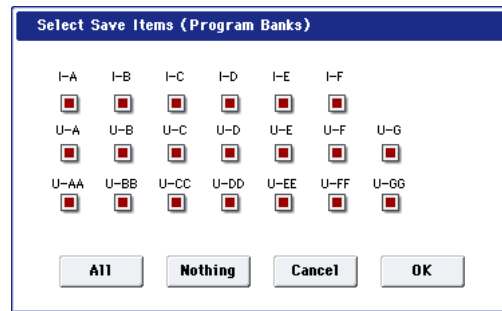 Select Save Items (Program Banks)
I-A I-B I-C I-D I-E I-F
U-A U-B U-C U-D U-E U-F U-G
U-AA U-BB U-CC U-DD U-EE U-FF U-GG
All Nothing Cancel OK